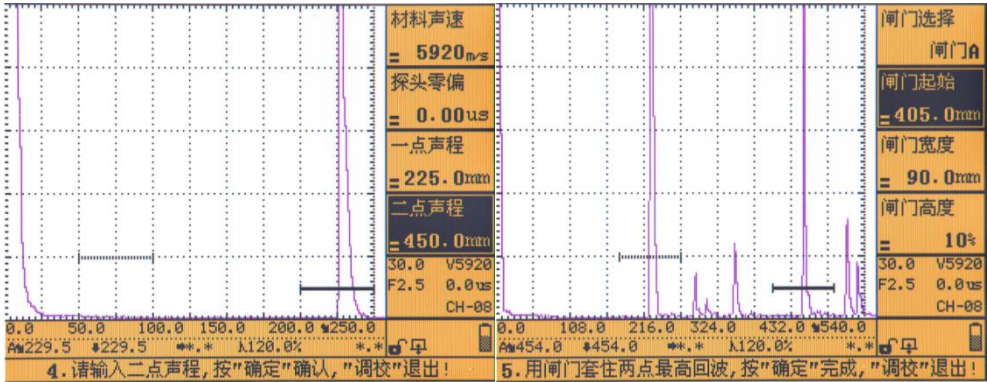 材料声速
= 5920m/s
探头零偏
= 0.00us
一点声程
=225.0mm
二点声程
=450.0mm
30.0 V5920
F2.5 0.0us
CH-08
0.0 50.0 100.0 150.0 200.0 250.0
229.5 229.5 *.* 120.0% *.*
4.请输入二点声程,按"确定"确认,"调校"退出!
闸门选择
闸门A
闸门起始
=405.0mm
闸门宽度
= 90.0mm
闸门高度
= 10%
30.0 V5920
F2.5 0.0us
CH-08
0.0 108.0 216.0 324.0 432.0 540.0
454.0 454.0 *.* 120.0% *.*
5.用闸门套住两点最高回波,按"确定"完成,"调校"退出!